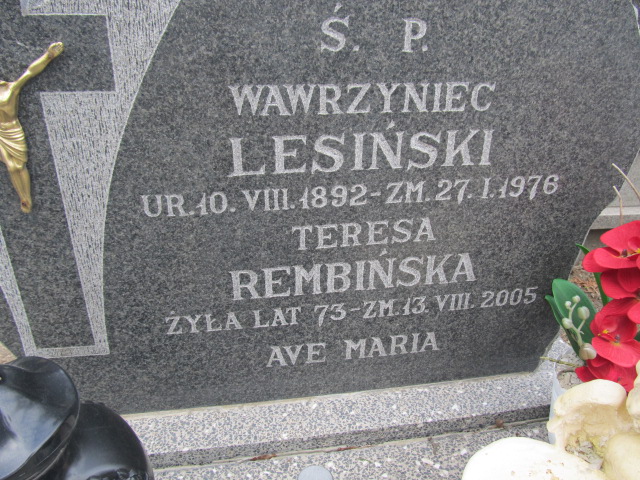 Ś. P.
WAWRZYNIEC
LESIŃSKI
UR. 10. VIII. 1892 - ZM. 27. I. 1976
TERESA
REMBIŃSKA
ŻYŁA LAT 73 - ZM. 13. VIII. 2005
AVE MARIA